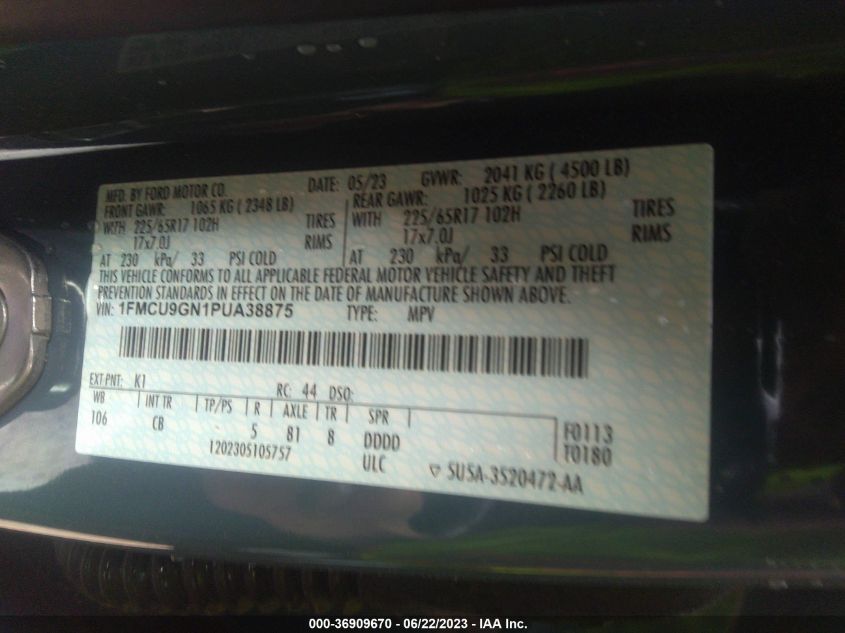 MFD. BY FORD MOTOR CO. DATE: 05/23 GVWR: 2041 KG ( 4500 LB)
FRONT GAWR: 1065 KG ( 2348 LB) REAR GAWR: 1025 KG ( 2260 LB)
WITH 225/65R17 102H TIRES WITH 225/65R17 102H TIRES
17x7.0J RIMS 17x7.0J RIMS
AT 230 kPa/ 33 PSI COLD AT 230 kPa/ 33 PSI COLD
THIS VEHICLE CONFORMS TO ALL APPLICABLE FEDERAL MOTOR VEHICLE SAFETY AND THEFT
PREVENTION STANDARDS IN EFFECT ON THE DATE OF MANUFACTURE SHOWN ABOVE.
VIN: 1FMCU9GN1PUA38875 TYPE: MPV
EXT PNT: K1 RC: 44 DSO:
WB INT TR TP/PS R AXLE TR SPR
106 CB 5 81 8 DDDD F0113
1202305105757 ULC T0180
5U5A-3520472-AA
000-36909670 - 06/22/2023 - IAA Inc.